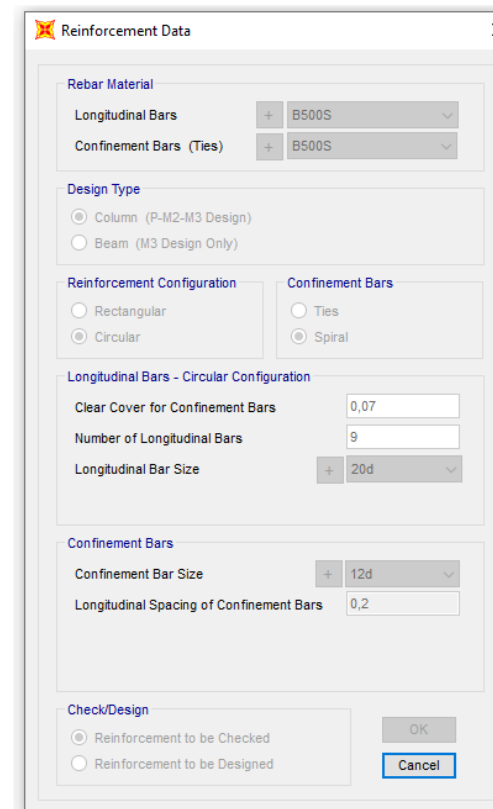 Reinforcement Data
Rebar Material
Longitudinal Bars + B500S
Confinement Bars (Ties) + B500S
Design Type
Column (P-M2-M3 Design)
Beam (M3 Design Only)
Reinforcement Configuration
Rectangular
Circular
Confinement Bars
Ties
Spiral
Longitudinal Bars - Circular Configuration
Clear Cover for Confinement Bars 0,07
Number of Longitudinal Bars 9
Longitudinal Bar Size + 20d
Confinement Bars
Confinement Bar Size + 12d
Longitudinal Spacing of Confinement Bars 0,2
Check/Design
Reinforcement to be Checked
Reinforcement to be Designed
OK
Cancel